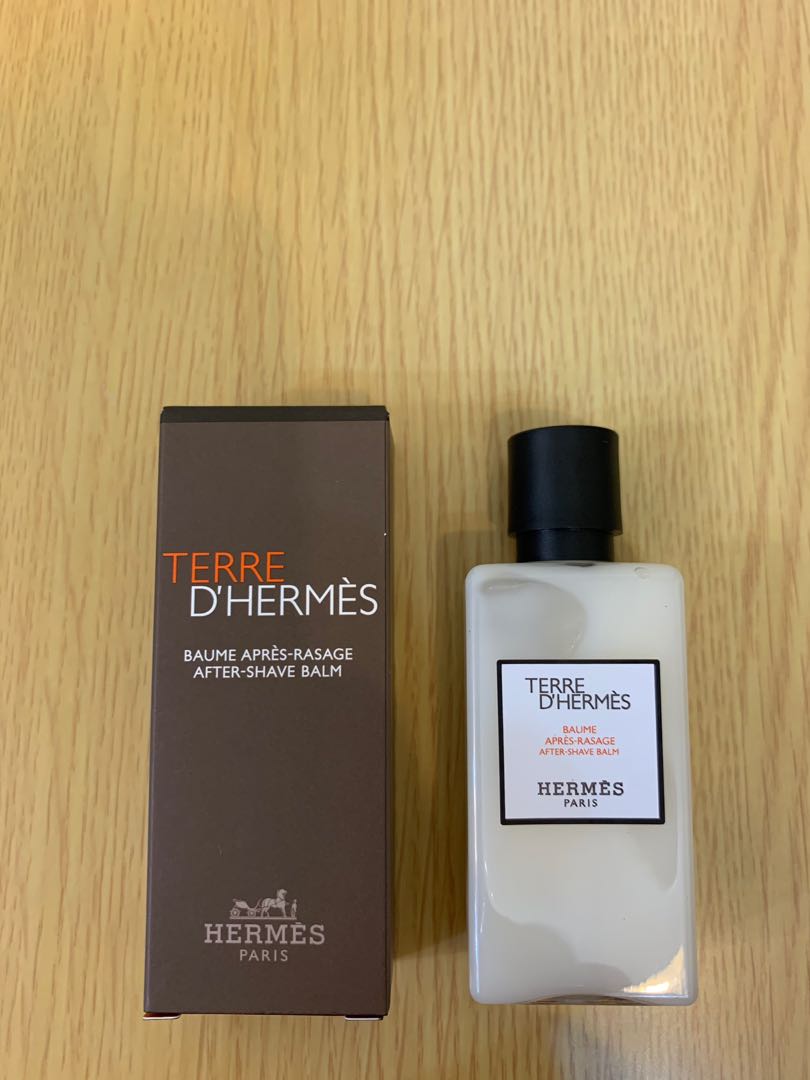 TERRE
D'HERMÈS
BAUME APRÈS-RASAGE
AFTER-SHAVE BALM
HERMÈS
PARIS
TERRE
D'HERMÈS
BAUME
APRÈS-RASAGE
AFTER-SHAVE BALM
HERMÈS
PARIS